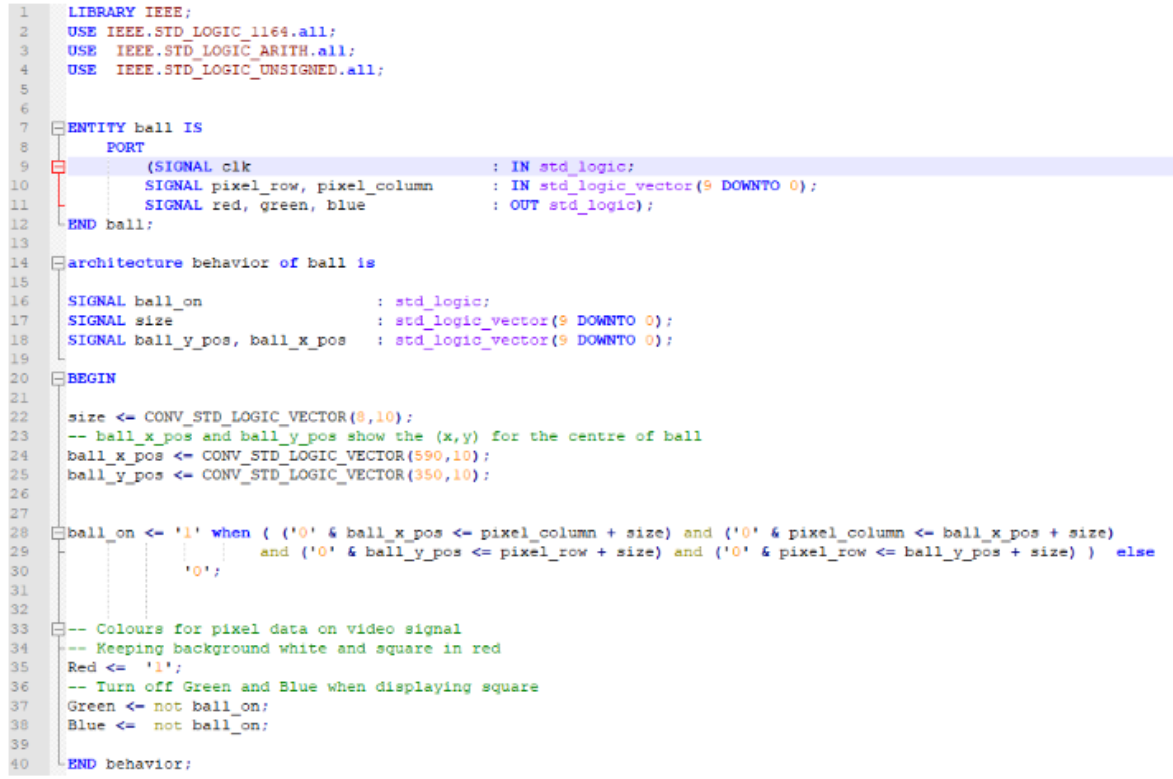 1 LIBRARY IEEE;
2 USE IEEE.STD_LOGIC_1164.all;
3 USE  IEEE.STD_LOGIC_ARITH.all;
4 USE  IEEE.STD_LOGIC_UNSIGNED.all;
5
6
7 ENTITY ball IS
8     PORT
9         (SIGNAL clk                         : IN std_logic;
10         SIGNAL pixel_row, pixel_column      : IN std_logic_vector(9 DOWNTO 0);
11         SIGNAL red, green, blue             : OUT std_logic);
12 END ball;
13
14 architecture behavior of ball is
15
16 SIGNAL ball_on                  : std_logic;
17 SIGNAL size                     : std_logic_vector(9 DOWNTO 0);
18 SIGNAL ball_y_pos, ball_x_pos   : std_logic_vector(9 DOWNTO 0);
19
20 BEGIN
21
22 size <= CONV_STD_LOGIC_VECTOR(8,10);
23 -- ball_x_pos and ball_y_pos show the (x,y) for the centre of ball
24 ball_x_pos <= CONV_STD_LOGIC_VECTOR(590,10);
25 ball_y_pos <= CONV_STD_LOGIC_VECTOR(350,10);
26
27
28 ball_on <= '1' when ( ('0' & ball_x_pos <= pixel_column + size) and ('0' & pixel_column <= ball_x_pos + size)
29                     and ('0' & ball_y_pos <= pixel_row + size) and ('0' & pixel_row <= ball_y_pos + size) )  else
30             '0';
31
32
33 -- Colours for pixel data on video signal
34 -- Keeping background white and square in red
35 Red <=  '1';
36 -- Turn off Green and Blue when displaying square
37 Green <= not ball_on;
38 Blue <=  not ball_on;
39
40 END behavior;